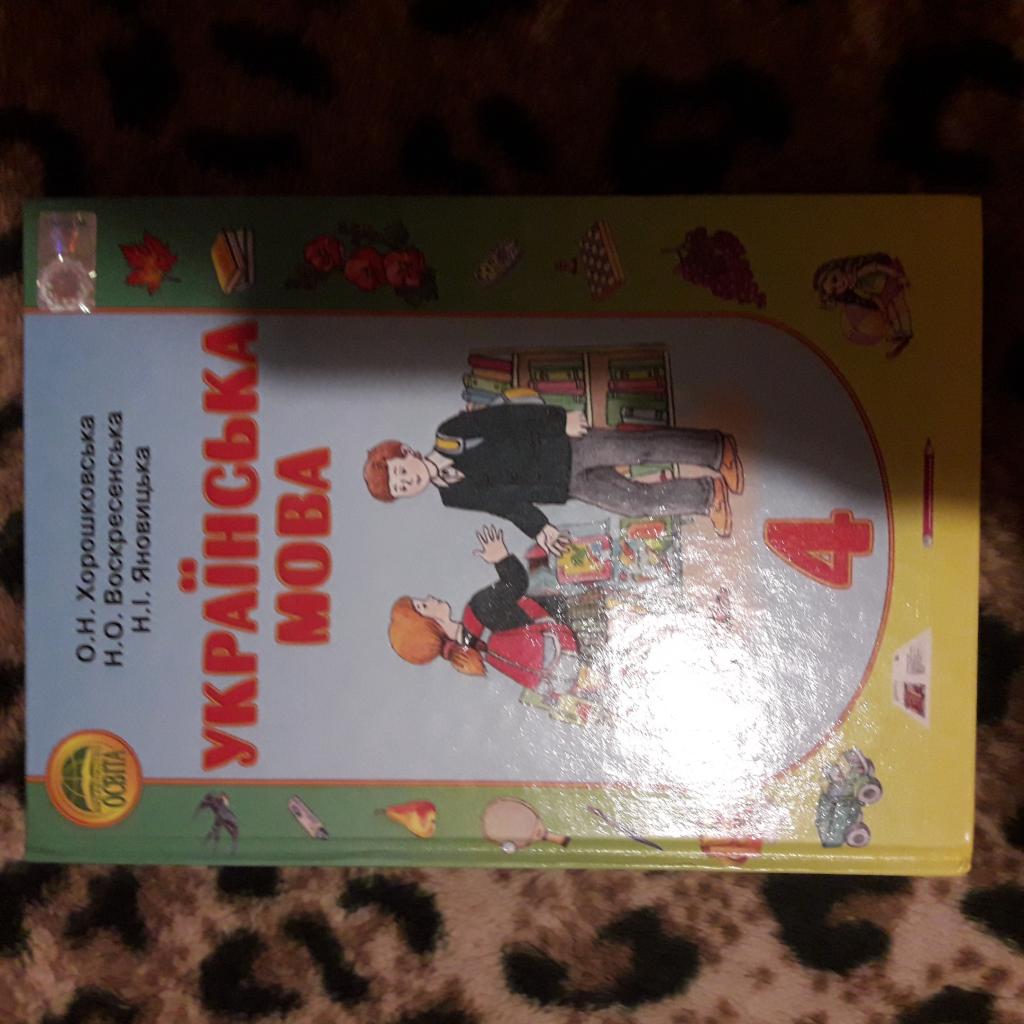 О.Н. Хорошковська
Н.О. Воскресенська
Н.І. Яновицька
УКРАЇНСЬКА
МОВА
4
ОСВІТА